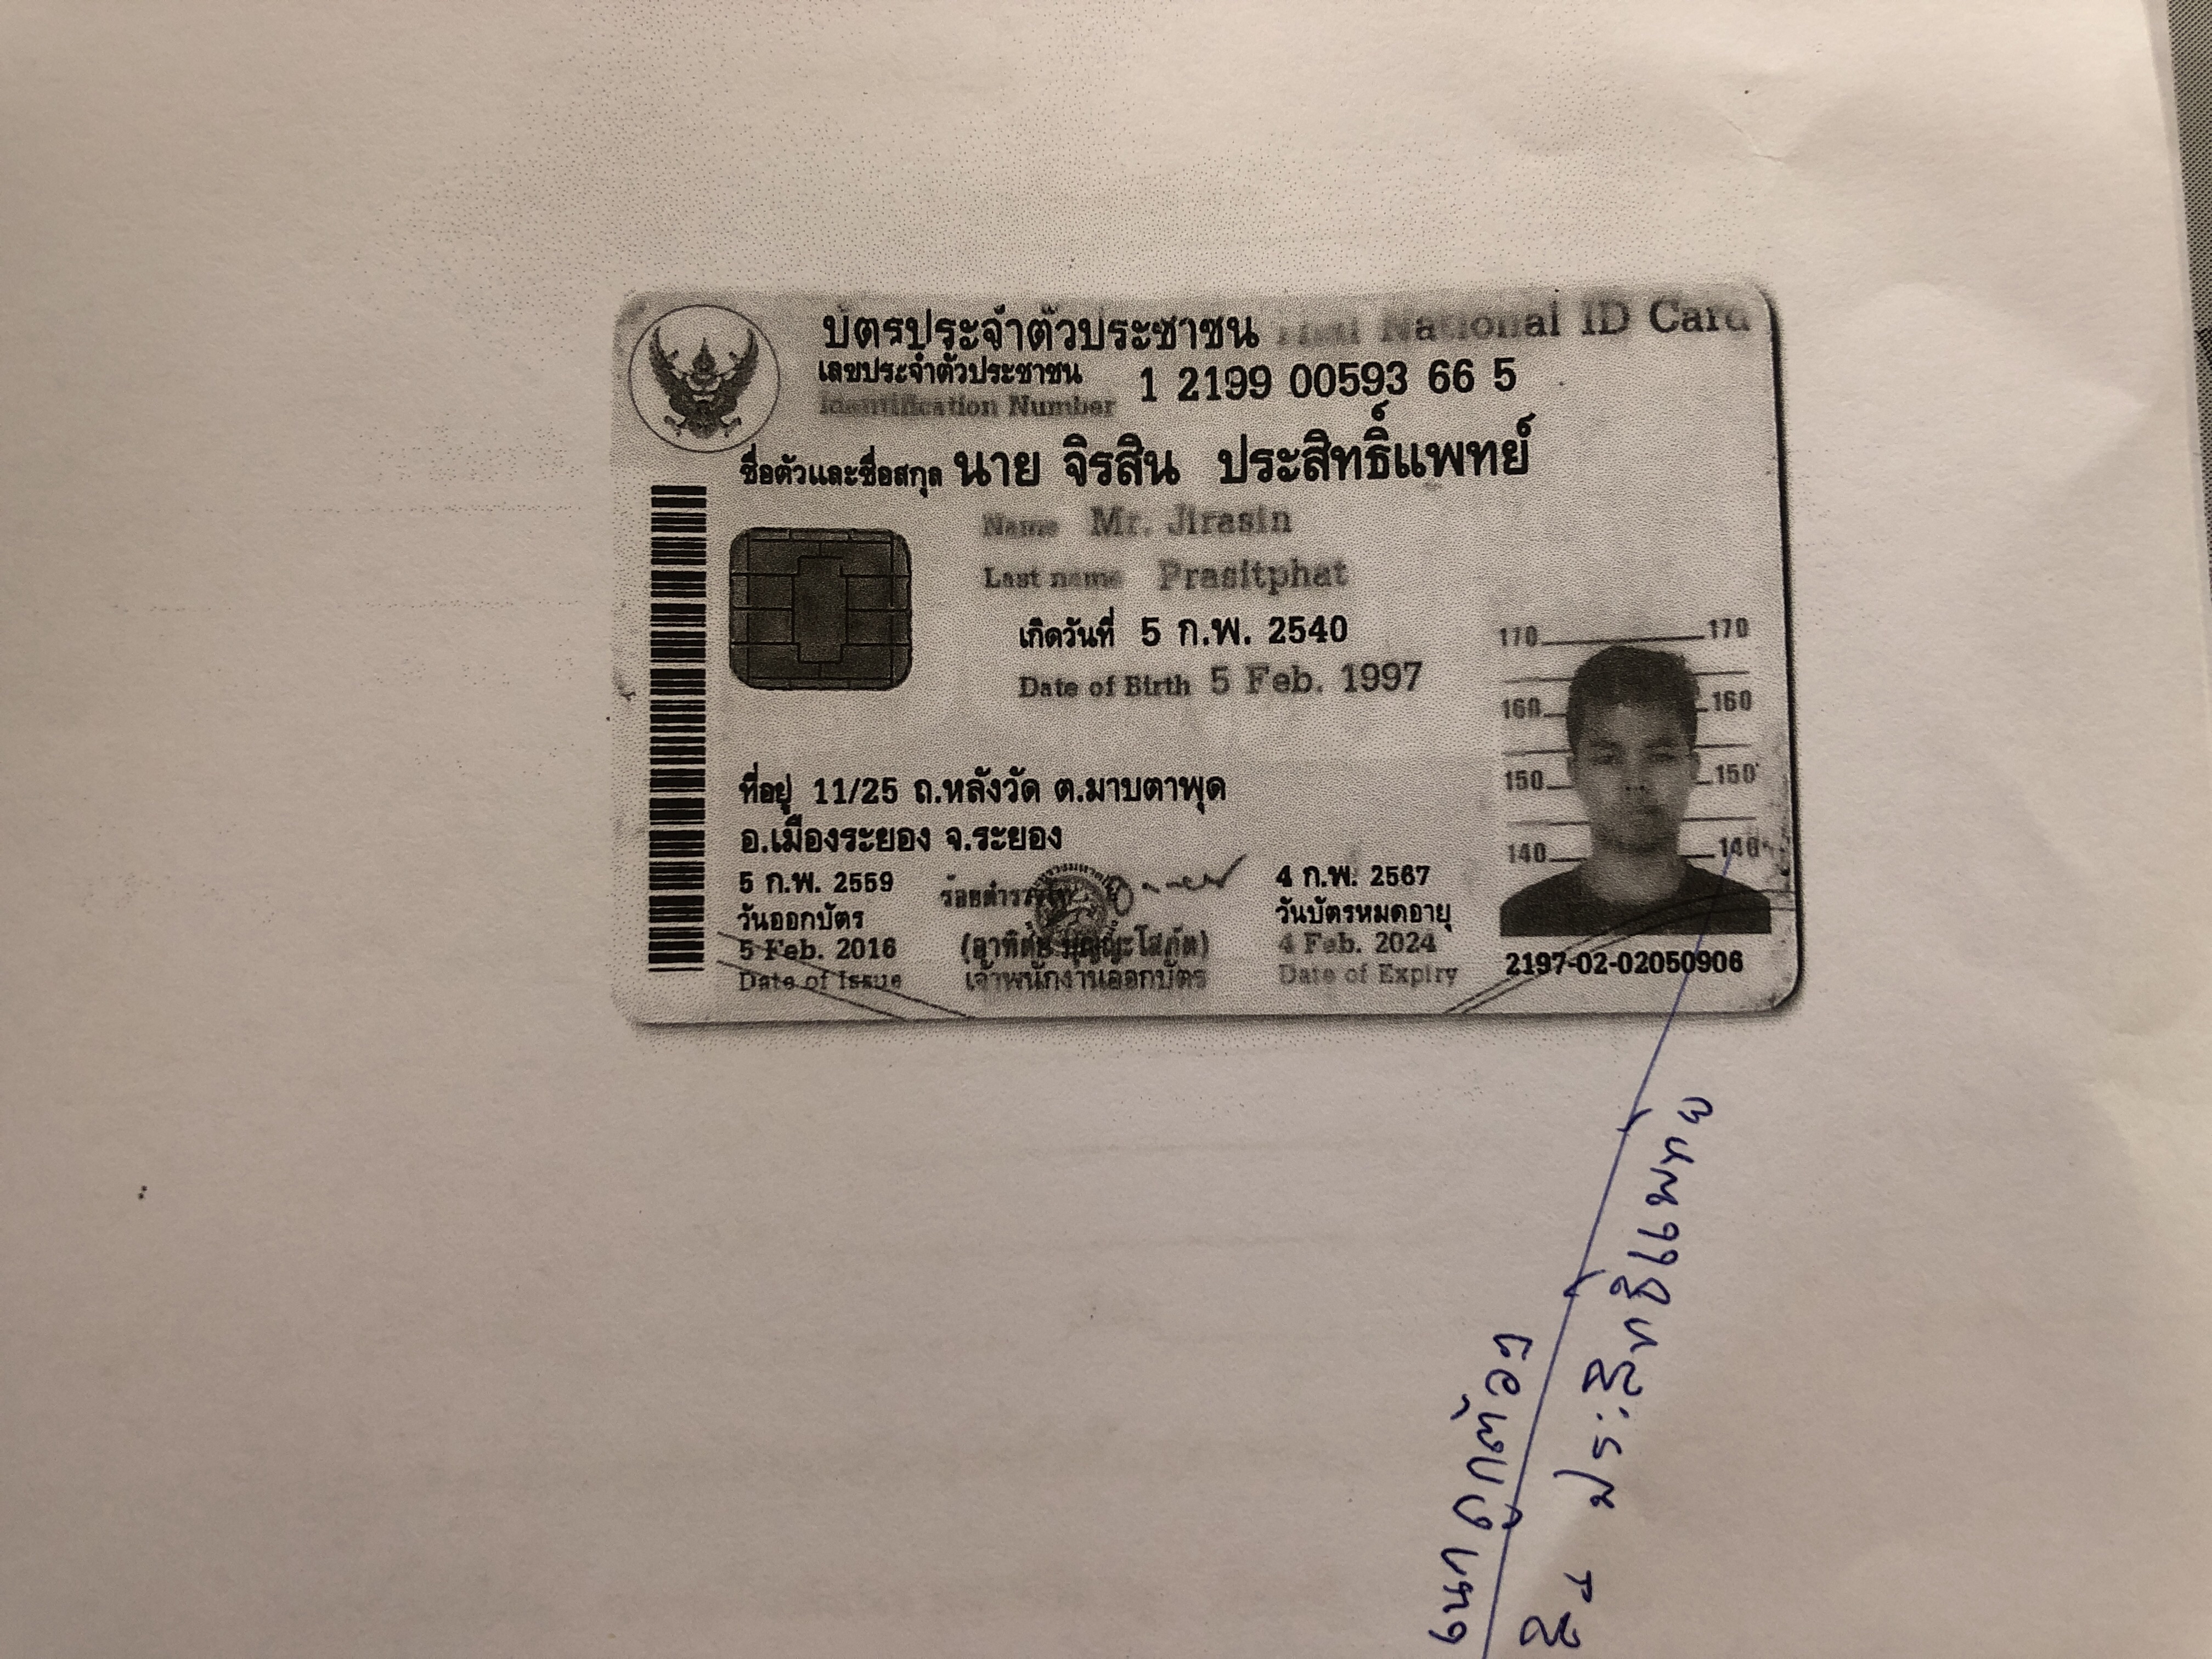 บัตรประจำตัวประชาชน Thai National ID Card
เลขประจำตัวประชาชน 1 2199 00593 66 5
Identification Number
ชื่อตัวและชื่อสกุล นาย จิรสิน ประสิทธิ์แพทย์
Name Mr. Jirasin
Last name Prasitphat
เกิดวันที่ 5 ก.พ. 2540
Date of Birth 5 Feb. 1997
170 170
160 160
150 150
140 140
ที่อยู่ 11/25 ถ.หลังวัด ต.มาบตาพุด
อ.เมืองระยอง จ.ระยอง
5 ก.พ. 2559
วันออกบัตร
5 Feb. 2016
Date of Issue
เจ้าพนักงานออกบัตร
4 ก.พ. 2567
วันบัตรหมดอายุ
4 Feb. 2024
Date of Expiry
2197-02-02050906
ถูกต้อง
ประสิทธิ์แพทย